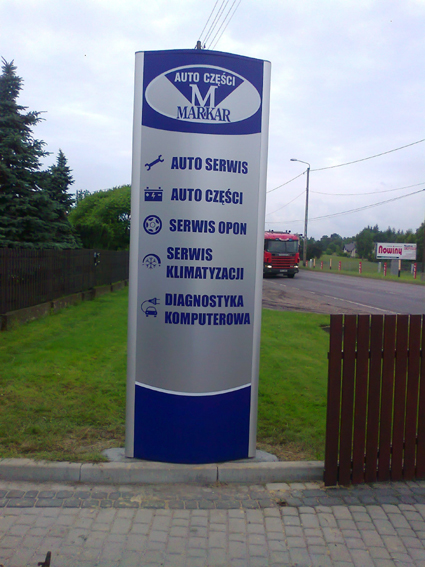 AUTO CZĘŚCI
M
MARKAR
AUTO SERWIS
AUTO CZĘŚCI
SERWIS OPON
SERWIS
KLIMATYZACJI
DIAGNOSTYKA
KOMPUTEROWA
Nowiny